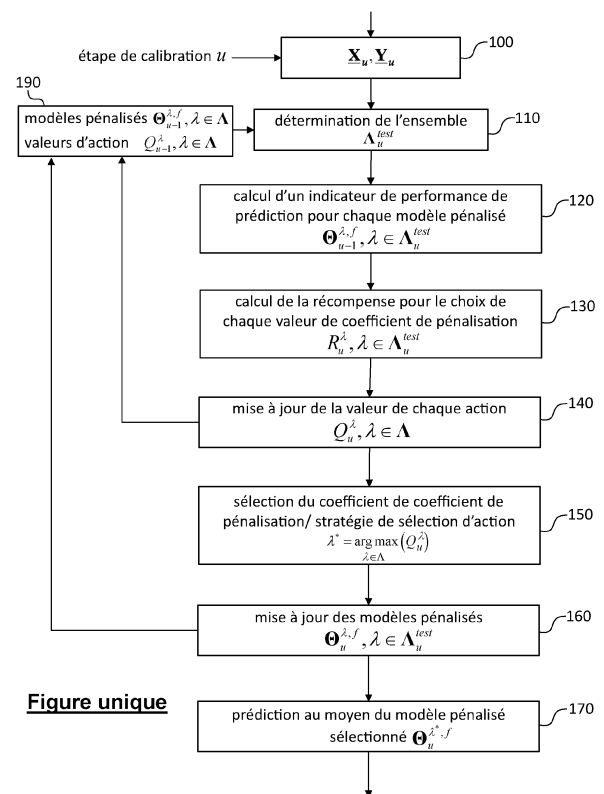 étape de calibration u
X_u, Y_u
100
190
modèles pénalisés Θ_{u-1}^{λ,f}, λ ∈ Λ
valeurs d'action Q_{u-1}^{λ}, λ ∈ Λ
détermination de l'ensemble
Λ_u^{test}
110
calcul d'un indicateur de performance de
prédiction pour chaque modèle pénalisé
Θ_{u-1}^{λ,f}, λ ∈ Λ_u^{test}
120
calcul de la récompense pour le choix de
chaque valeur de coefficient de pénalisation
R_u^{λ}, λ ∈ Λ_u^{test}
130
mise à jour de la valeur de chaque action
Q_u^{λ}, λ ∈ Λ
140
sélection du coefficient de coefficient de
pénalisation/ stratégie de sélection d'action
λ* = arg max (Q_u^{λ})
λ∈Λ
150
mise à jour des modèles pénalisés
Θ_u^{λ,f}, λ ∈ Λ_u^{test}
160
Figure unique
prédiction au moyen du modèle pénalisé
sélectionné Θ_u^{λ*,f}
170